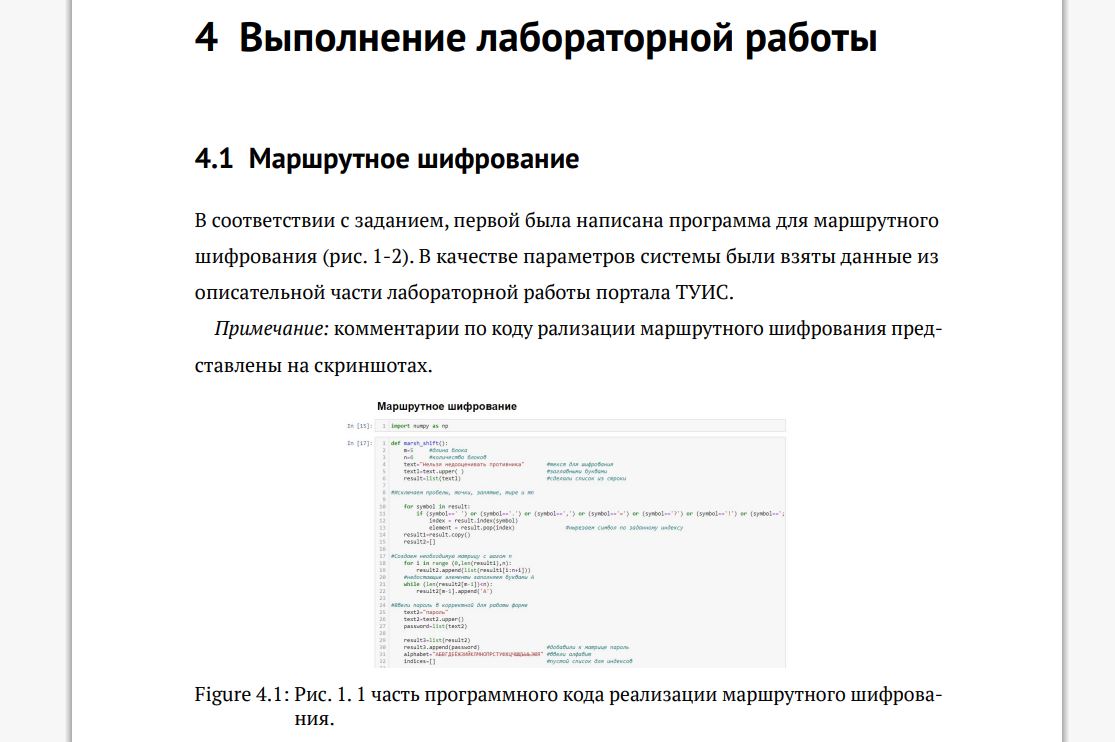 4 Выполнение лабораторной работы
4.1 Маршрутное шифрование
В соответствии с заданием, первой была написана программа для маршрутного
шифрования (рис. 1-2). В качестве параметров системы были взяты данные из
описательной части лабораторной работы портала ТУИС.
Примечание: комментарии по коду рализации маршрутного шифрования пред-
ставлены на скриншотах.
Маршрутное шифрование
In [15]: 1 import numpy as np
In [17]: 1 def marsh_shift():
2 m=5 #длина блока
3 n=6 #количество блоков
4 text="Нельзя недооценивать противника" #текст для шифрования
5 text1=text.upper( ) #заглавными буквами
6 result=list(text1) #сделали список из строки
7
8 #исключаем пробелы, точки, запятые, тире и тп
9
10 for symbol in result:
11 if (symbol==' ') or (symbol=='.') or (symbol==',') or (symbol=='=') or (symbol=='?') or (symbol=='!') or (symbol=='
12 index = result.index(symbol)
13 element = result.pop(index) #вырезаем символ по заданному индексу
14 result1=result.copy()
15 result2=[]
16
17 #Создаем необходимую матрицу с шагом n
18 for i in range (0,len(result1),n):
19 result2.append(list(result1[i:n+i]))
20 #недостающие элементы заполняем буквами А
21 while (len(result2[m-1])<n):
22 result2[m-1].append('А')
23
24 #Ввели пароль в корректной для работы форме
25 text2="пароль"
26 text2=text2.upper()
27 password=list(text2)
28
29 result3=list(result2)
30 result3.append(password) #добавили к матрице пароль
31 alphabet= #ввели алфавит
32 indices=[] #пустой список для индексов
Figure 4.1: Рис. 1. 1 часть программного кода реализации маршрутного шифрова-
ния.